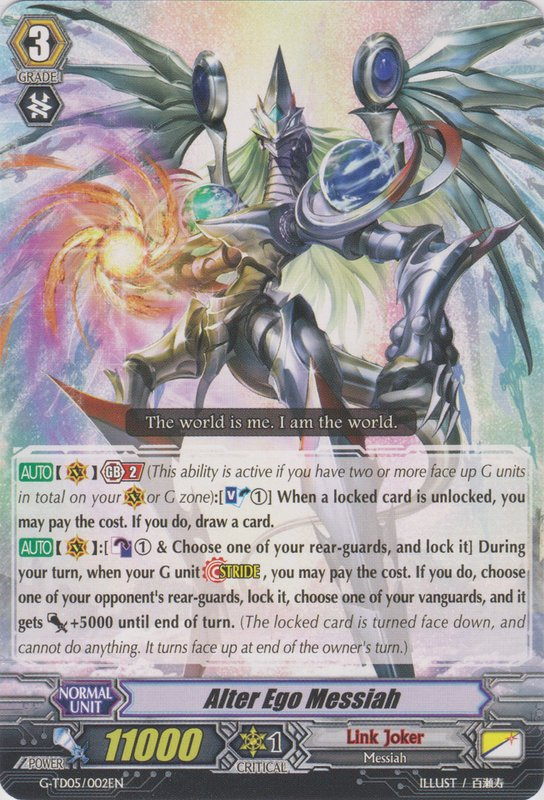 3
GRADE
The world is me. I am the world.
AUTO【 】GB 2 (This ability is active if you have two or more face up G units
in total on your V or G zone):[V ①] When a locked card is unlocked, you
may pay the cost. If you do, draw a card.
AUTO【 】:[ ① & Choose one of your rear-guards, and lock it] During
your turn, when your G unit STRIDE, you may pay the cost. If you do, choose
one of your opponent's rear-guards, lock it, choose one of your vanguards, and it
gets +5000 until end of turn. (The locked card is turned face down, and
cannot do anything. It turns face up at end of the owner's turn.)
NORMAL UNIT
Alter Ego Messiah
POWER
11000
1
CRITICAL
Link Joker
Messiah
G-TD05/002EN
ILLUST / 百瀬寿